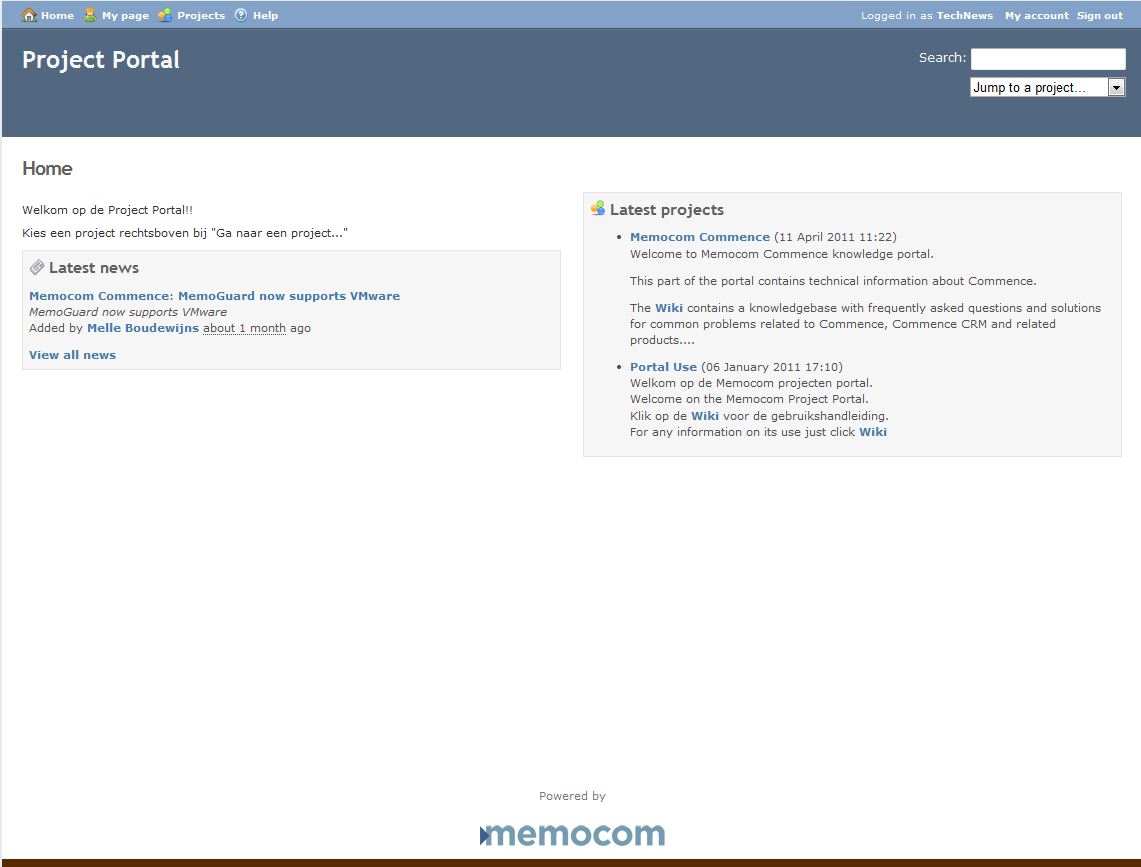 Home My page Projects Help
Logged in as TechNews My account Sign out
Project Portal
Search:
Jump to a project...
Home
Welkom op de Project Portal!!
Kies een project rechtsboven bij "Ga naar een project..."
Latest news
Memocom Commence: MemoGuard now supports VMware
MemoGuard now supports VMware
Added by Melle Boudewijns about 1 month ago
View all news
Latest projects
• Memocom Commence (11 April 2011 11:22)
Welcome to Memocom Commence knowledge portal.
This part of the portal contains technical information about Commence.
The Wiki contains a knowledgebase with frequently asked questions and solutions
for common problems related to Commence, Commence CRM and related
products....
• Portal Use (06 January 2011 17:10)
Welkom op de Memocom projecten portal.
Welcome on the Memocom Project Portal.
Klik op de Wiki voor de gebruikshandleiding.
For any information on its use just click Wiki
Powered by
memocom